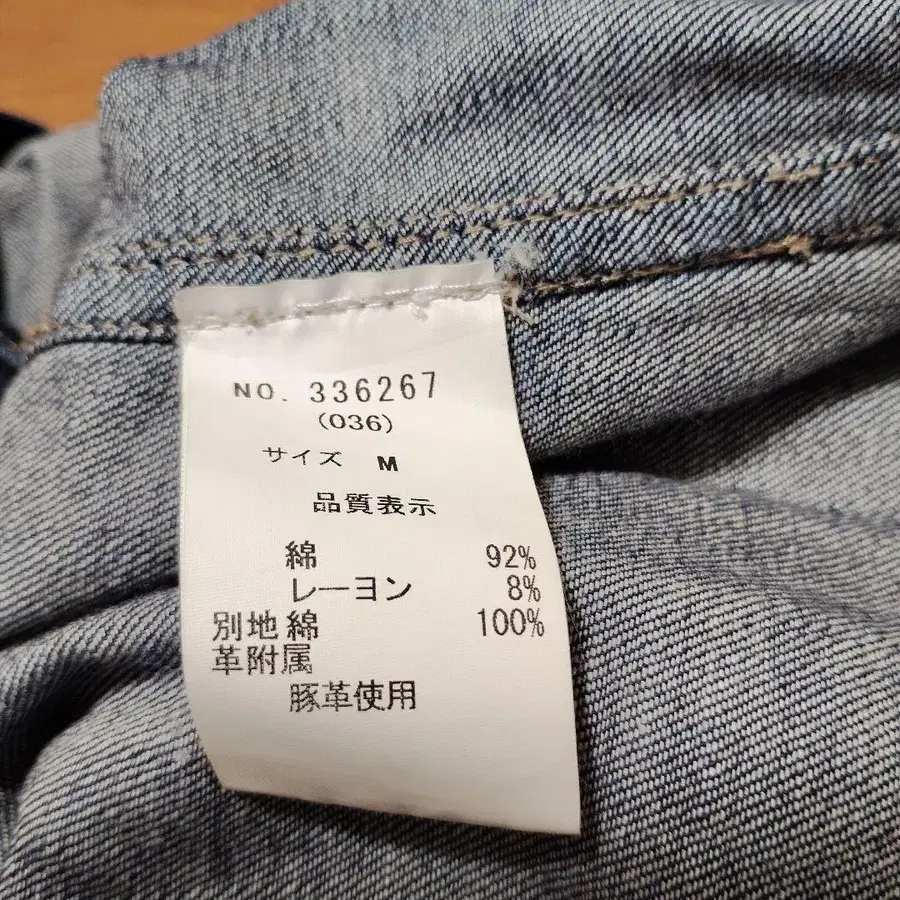 NO. 336267
(036)
サイズ M
品質表示
綿 92%
レーヨン 8%
別地綿 100%
革附属
豚革使用